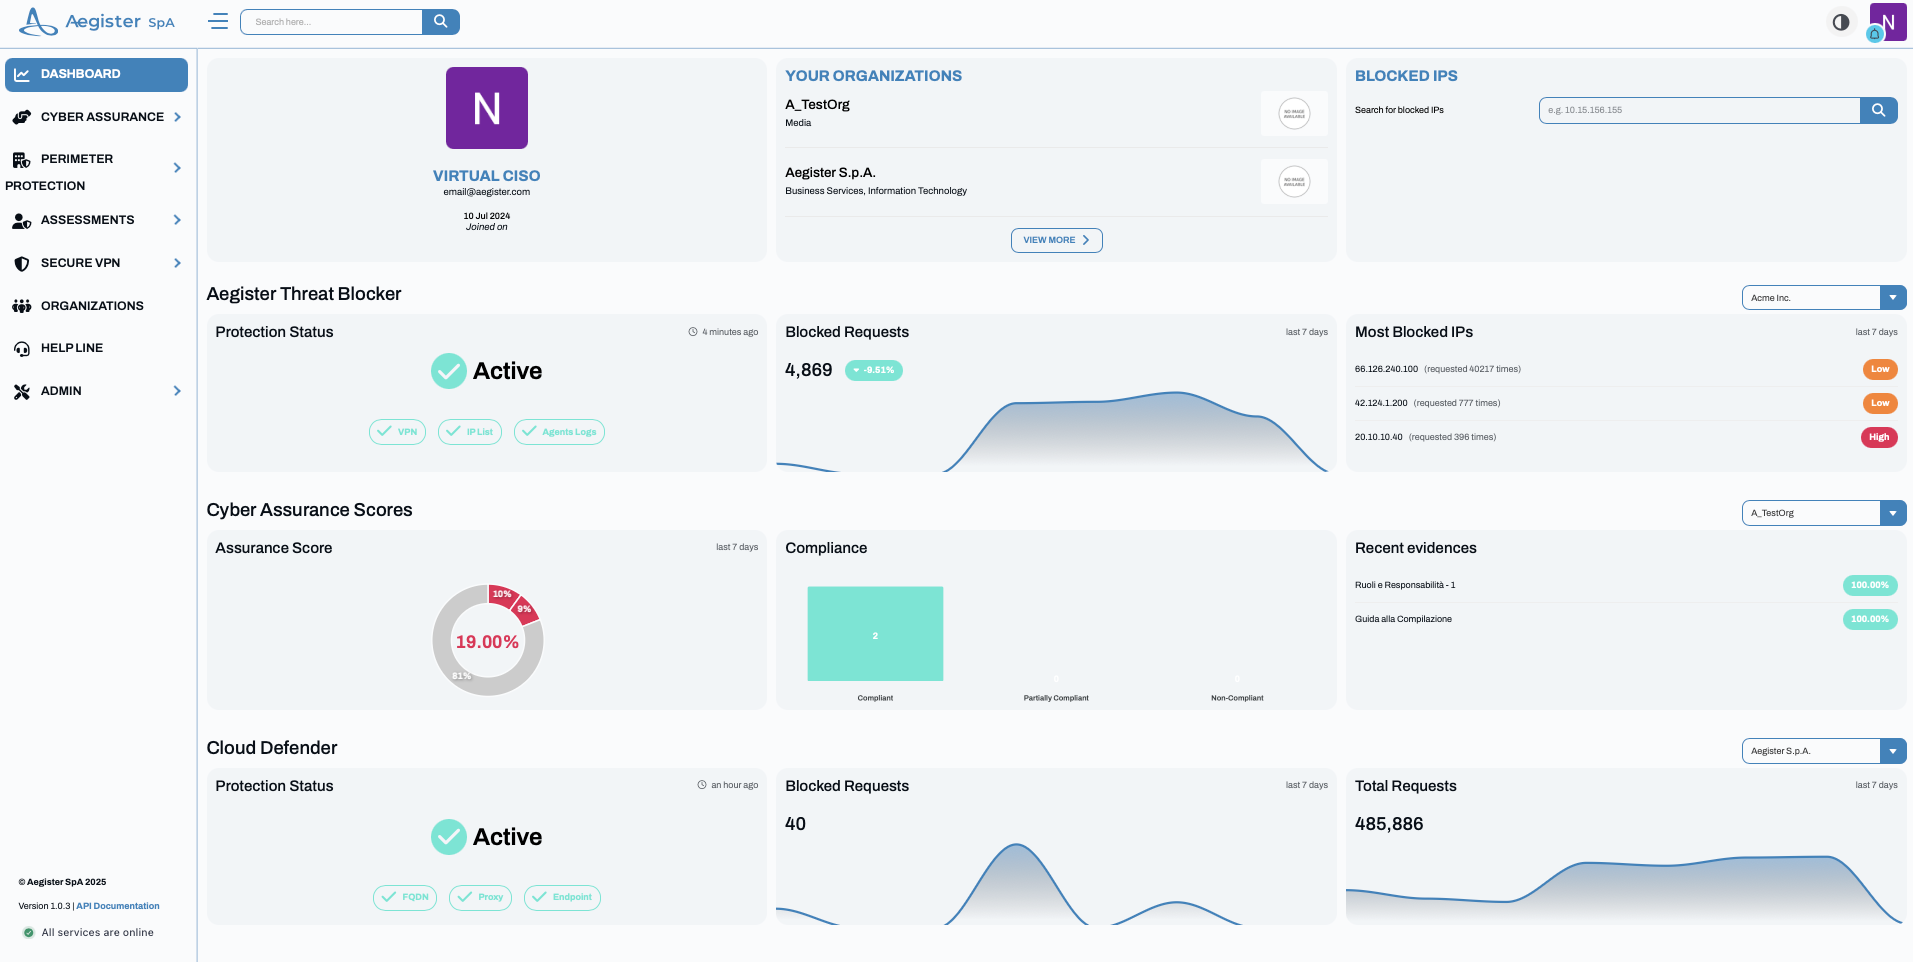 Aegister SpA
Search here...
N
DASHBOARD
CYBER ASSURANCE
PERIMETER
PROTECTION
ASSESSMENTS
SECURE VPN
ORGANIZATIONS
HELP LINE
ADMIN
© Aegister SpA 2025
Version 1.0.3 | API Documentation
All services are online
N
VIRTUAL CISO
email@aegister.com
10 Jul 2024
Joined on
YOUR ORGANIZATIONS
A_TestOrg
Media
NO IMAGE
AVAILABLE
Aegister S.p.A.
Business Services, Information Technology
NO IMAGE
AVAILABLE
VIEW MORE
BLOCKED IPS
Search for blocked IPs
e.g. 10.15.156.155
Aegister Threat Blocker
Acme Inc.
Protection Status
4 minutes ago
Active
VPN
IP List
Agents Logs
Blocked Requests
last 7 days
4,869
-9.51%
Most Blocked IPs
last 7 days
66.126.240.100 (requested 40217 times)
Low
42.124.1.200 (requested 777 times)
Low
20.10.10.40 (requested 396 times)
High
Cyber Assurance Scores
A_TestOrg
Assurance Score
last 7 days
10%
9%
19.00%
81%
Compliance
2
0
0
Compliant
Partially Compliant
Non-Compliant
Recent evidences
Ruoli e Responsabilità - 1
100.00%
Guida alla Compilazione
100.00%
Cloud Defender
Aegister S.p.A.
Protection Status
an hour ago
Active
FQDN
Proxy
Endpoint
Blocked Requests
last 7 days
40
Total Requests
last 7 days
485,886